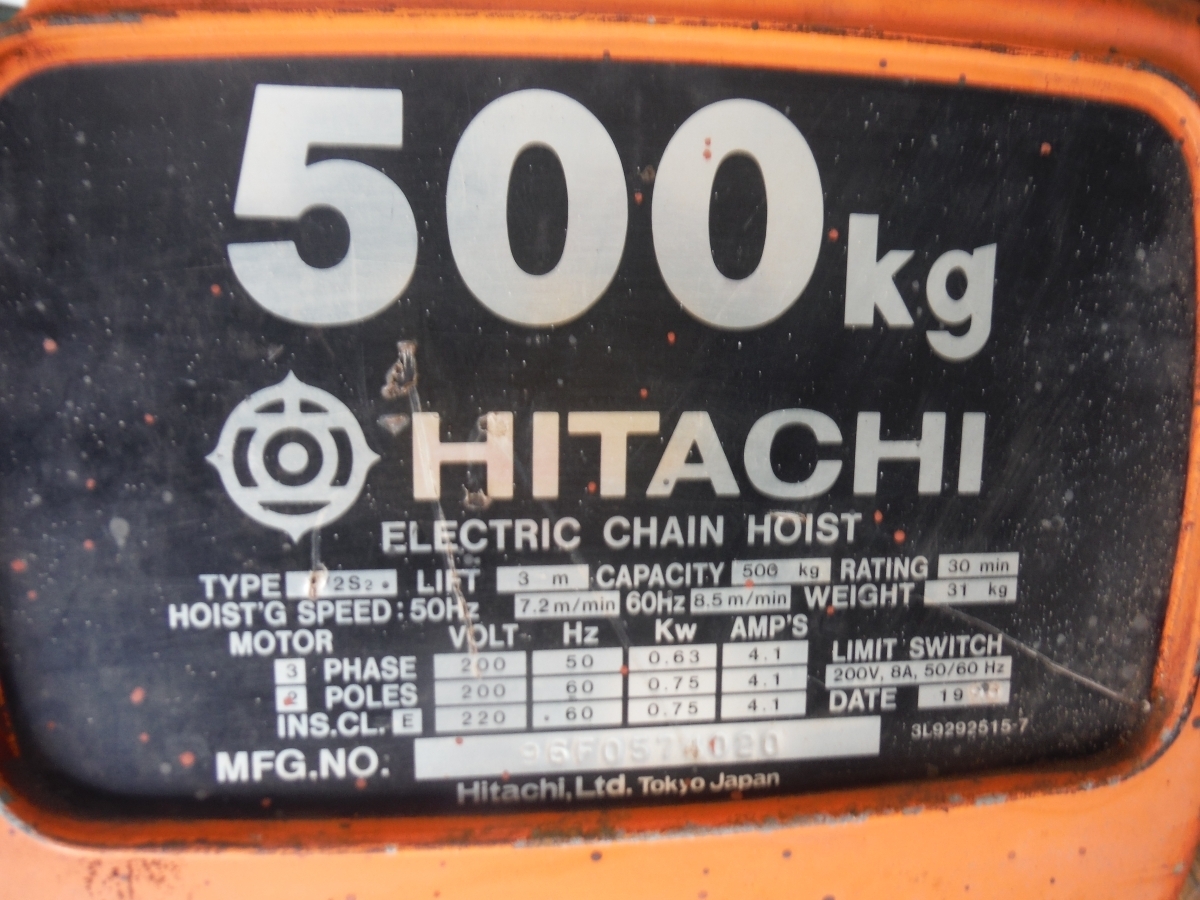 500kg
HITACHI
ELECTRIC CHAIN HOIST
TYPE LIFT 3 m CAPACITY 500 kg RATING 30 min
HOIST'G SPEED: 50Hz 7.2 m/min 60Hz 8.5 m/min WEIGHT 31 kg
MOTOR VOLT Hz Kw AMP'S LIMIT SWITCH
3 PHASE 200 50 0.63 4.1 200V, 8A, 50/60 Hz
2 POLES 200 60 0.75 4.1 DATE
INS.CL. E 220 60 0.75 4.1
3L9292515-7
MFG.NO.
Hitachi, Ltd. Tokyo Japan